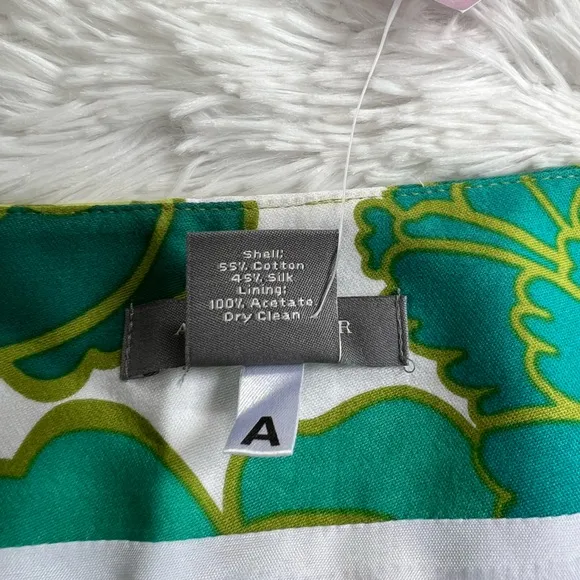 Shell:
55% Cotton
45% Silk
Lining:
100% Acetate
Dry Clean
A R
A